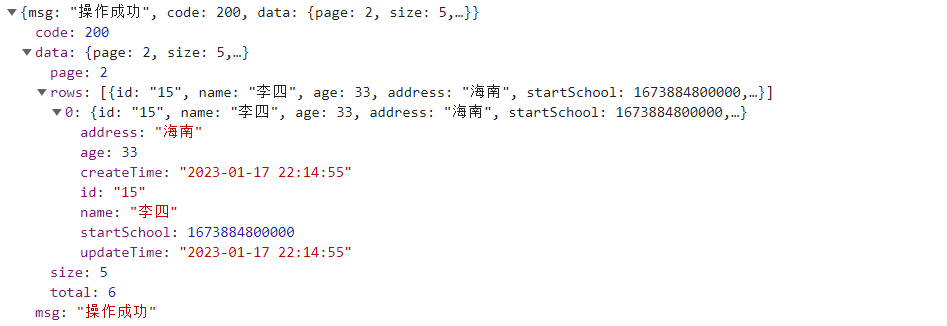 ▼{msg: "操作成功", code: 200, data: {page: 2, size: 5,…}}
code: 200
▼data: {page: 2, size: 5,…}
page: 2
▼rows: [{id: "15", name: "李四", age: 33, address: "海南", startSchool: 1673884800000,…}]
▼0: {id: "15", name: "李四", age: 33, address: "海南", startSchool: 1673884800000,…}
address: "海南"
age: 33
createTime: "2023-01-17 22:14:55"
id: "15"
name: "李四"
startSchool: 1673884800000
updateTime: "2023-01-17 22:14:55"
size: 5
total: 6
msg: "操作成功"